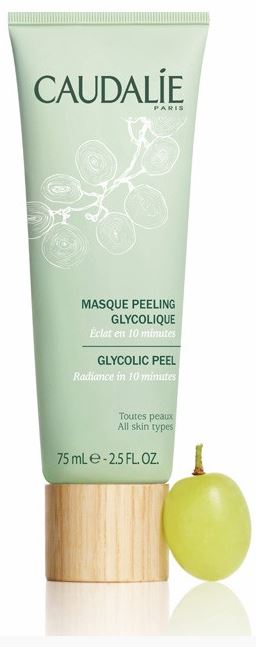 CAUDALÍE
PARIS
MASQUE PEELING
GLYCOLIQUE
Éclat en 10 minutes
GLYCOLIC PEEL
Radiance in 10 minutes
Toutes peaux
All skin types
75 mL e - 2.5 FL. OZ.